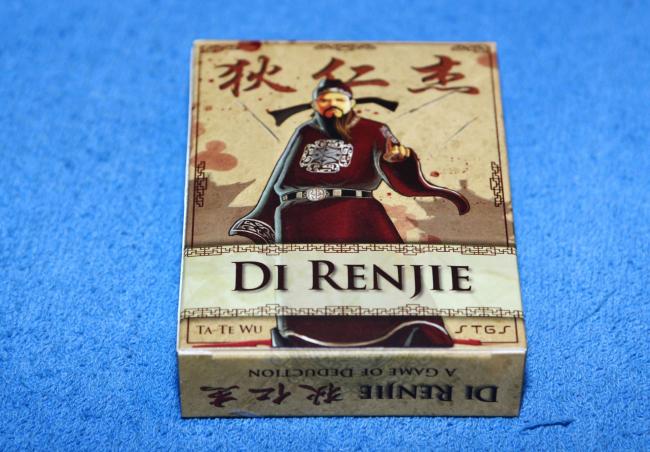 狄仁杰
DI RENJIE
TA-TE WU
STGS
DI RENJIE 狄仁杰
A GAME OF DEDUCTION